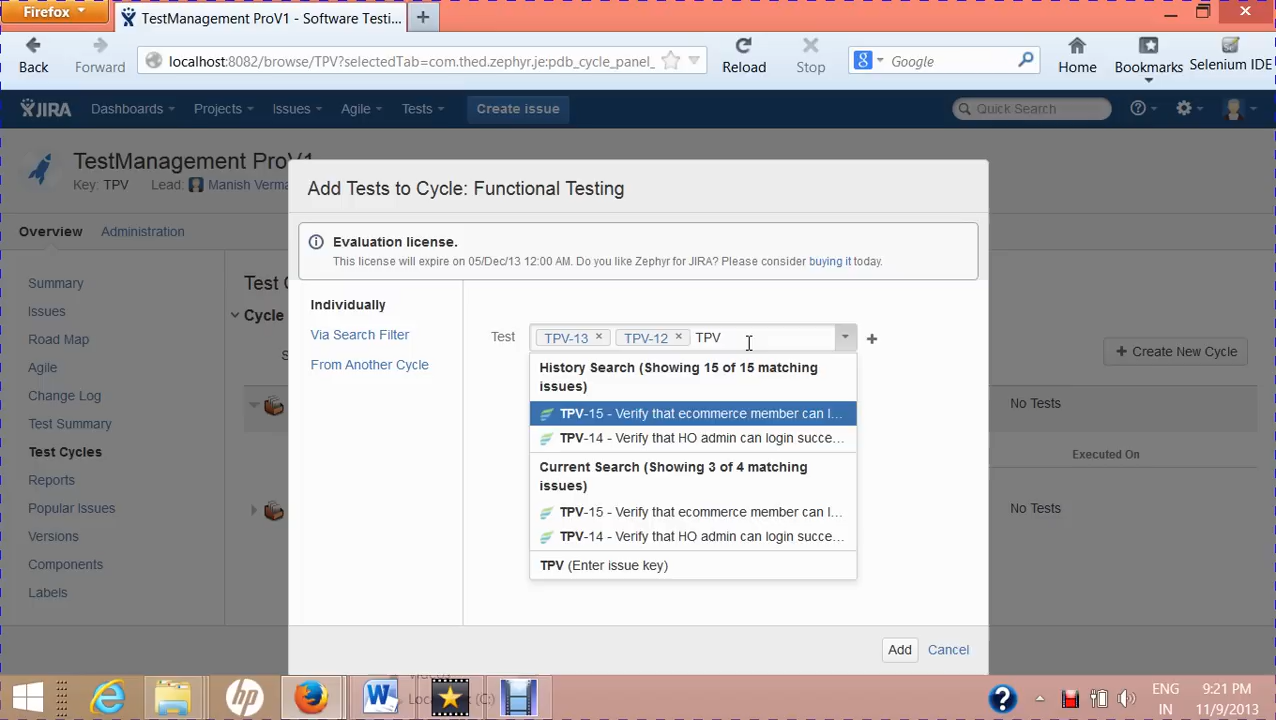 Firefox
TestManagement ProV1 - Software Testi...
Back
Forward
localhost:8082/browse/TPV?selectedTab=com.thed.zephyr.je:pdb_cycle_panel_
Reload
Stop
Google
Home
Bookmarks
Selenium IDE
JIRA
Dashboards
Projects
Issues
Agile
Tests
Create issue
Quick Search
TestManagement ProV1
Key: TPV
Lead:
Manish Verma
Overview
Administration
Summary
Issues
Road Map
Agile
Change Log
Test Summary
Test Cycles
Reports
Popular Issues
Versions
Components
Labels
Test C
Cycle
S
Create New Cycle
No Tests
Executed On
No Tests
Add Tests to Cycle: Functional Testing
Evaluation license.
This license will expire on 05/Dec/13 12:00 AM. Do you like Zephyr for JIRA? Please consider buying it today.
Individually
Via Search Filter
From Another Cycle
Test
TPV-13 ×
TPV-12 ×
TPV
History Search (Showing 15 of 15 matching
issues)
TPV-15 - Verify that ecommerce member can l...
TPV-14 - Verify that HO admin can login succe...
Current Search (Showing 3 of 4 matching
issues)
TPV-15 - Verify that ecommerce member can l...
TPV-14 - Verify that HO admin can login succe...
TPV (Enter issue key)
Add
Cancel
(C:)
ENG
IN
9:21 PM
11/9/2013